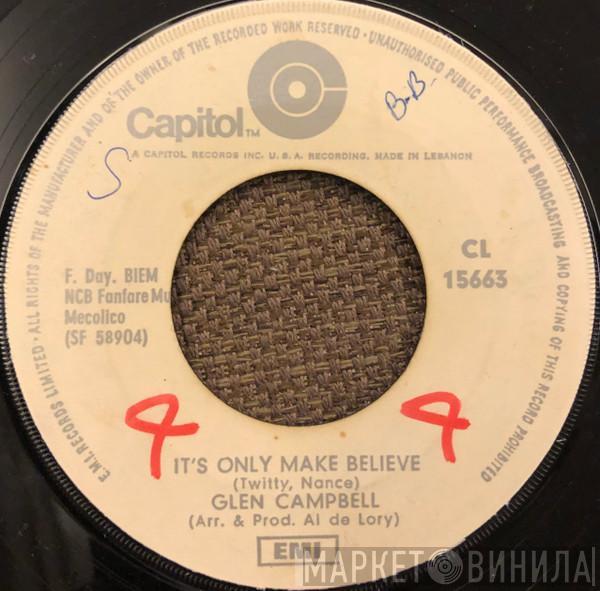 E.M.I. RECORDS LIMITED · ALL RIGHTS OF THE MANUFACTURER AND OF THE OWNER OF THE RECORDED WORK RESERVED · UNAUTHORISED PUBLIC PERFORMANCE BROADCASTING AND COPYING OF THIS RECORD PROHIBITED
Capitol TM
A CAPITOL RECORDS INC. U.S.A. RECORDING. MADE IN LEBANON
CL
15663
F. Day. BIEM
NCB Fanfare Mu
Mecolico
(SF 58904)
4 4
IT'S ONLY MAKE BELIEVE
(Twitty, Nance)
GLEN CAMPBELL
(Arr. & Prod. Al de Lory)
EMI
МАРКЕТ ВИНИЛА